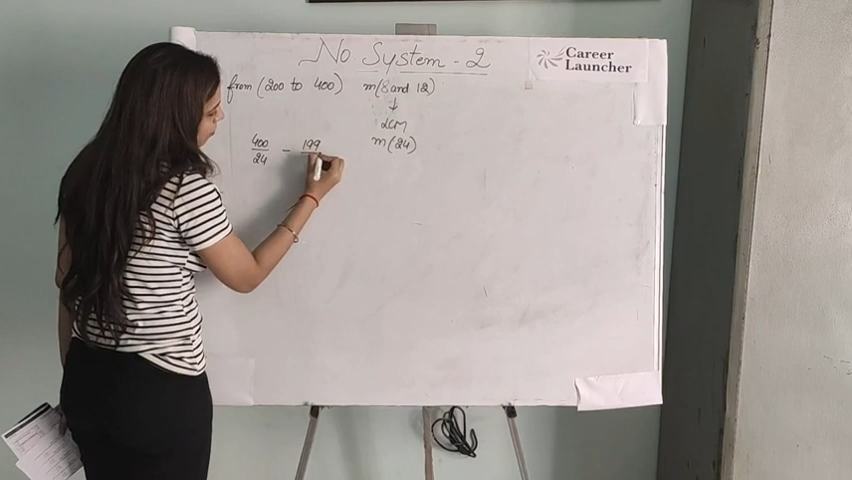 No System - 2
Career
Launcher
from (200 to 400) m(8 and 12)
↓
LCM
m(24)
400/24 - 199